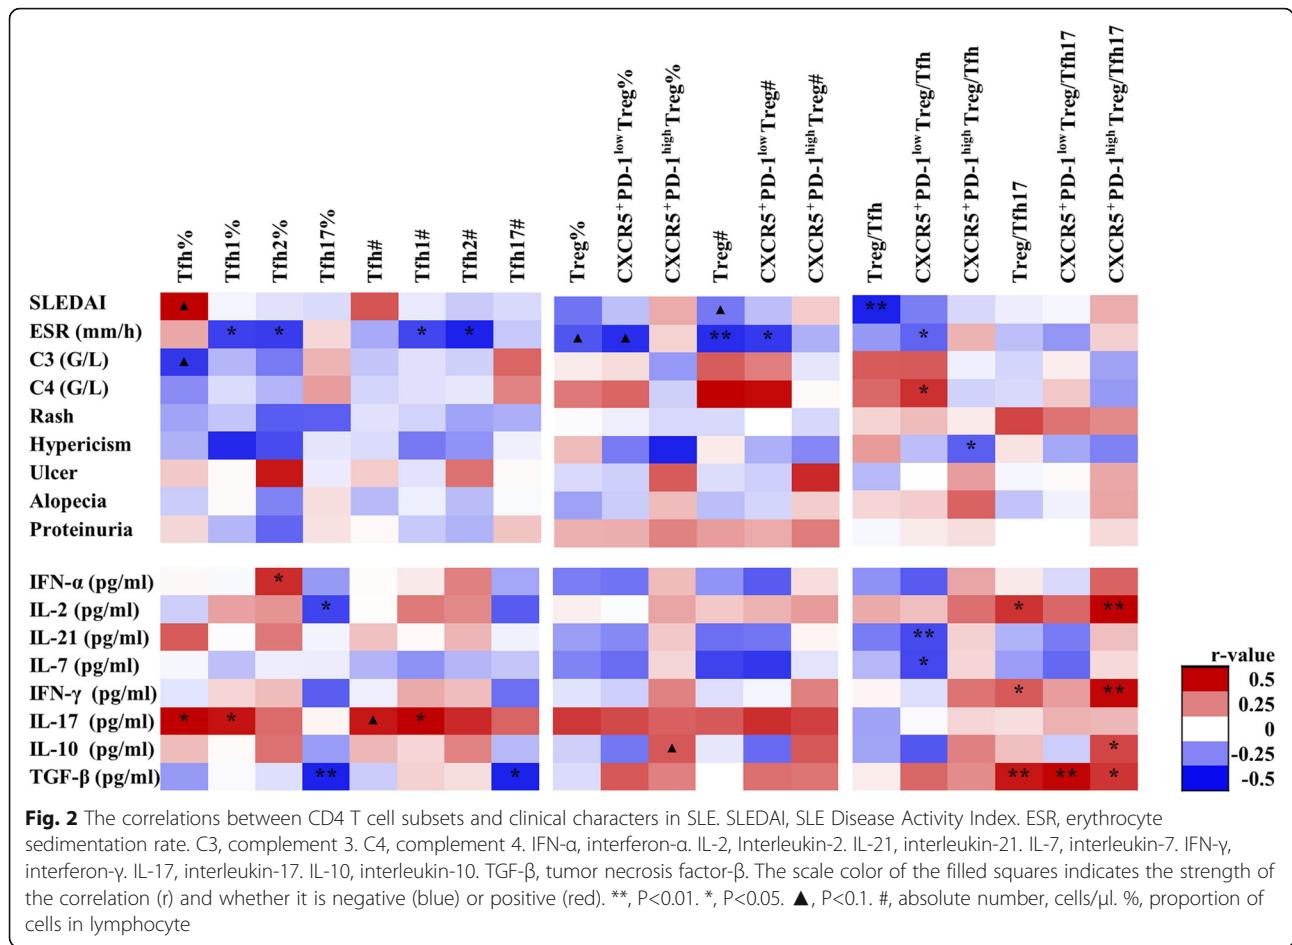 Tfh%
Tfh1%
Tfh2%
Tfh17%
Tfh#
Tfh1#
Tfh2#
Tfh17#
Treg%
CXCR5+PD-1low Treg%
CXCR5+PD-1high Treg%
Treg#
CXCR5+PD-1low Treg#
CXCR5+PD-1high Treg#
Treg/Tfh
CXCR5+PD-1low Treg/Tfh
CXCR5+PD-1high Treg/Tfh
Treg/Tfh17
CXCR5+PD-1low Treg/Tfh17
CXCR5+PD-1high Treg/Tfh17
SLEDAI ▲ ▲ **
ESR (mm/h) * * * * ▲ ▲ ** * *
C3 (G/L) ▲
C4 (G/L) *
Rash
Hypericism *
Ulcer
Alopecia
Proteinuria
IFN-α (pg/ml) *
IL-2 (pg/ml) * * **
IL-21 (pg/ml) **
IL-7 (pg/ml) *
IFN-γ (pg/ml) * **
IL-17 (pg/ml) * * ▲ *
IL-10 (pg/ml) ▲ *
TGF-β (pg/ml) ** * ** ** *
r-value
0.5
0.25
0
-0.25
-0.5
Fig. 2 The correlations between CD4 T cell subsets and clinical characters in SLE. SLEDAI, SLE Disease Activity Index. ESR, erythrocyte
sedimentation rate. C3, complement 3. C4, complement 4. IFN-α, interferon-α. IL-2, Interleukin-2. IL-21, interleukin-21. IL-7, interleukin-7. IFN-γ,
interferon-γ. IL-17, interleukin-17. IL-10, interleukin-10. TGF-β, tumor necrosis factor-β. The scale color of the filled squares indicates the strength of
the correlation (r) and whether it is negative (blue) or positive (red). **, P<0.01. *, P<0.05. ▲, P<0.1. #, absolute number, cells/μl. %, proportion of
cells in lymphocyte